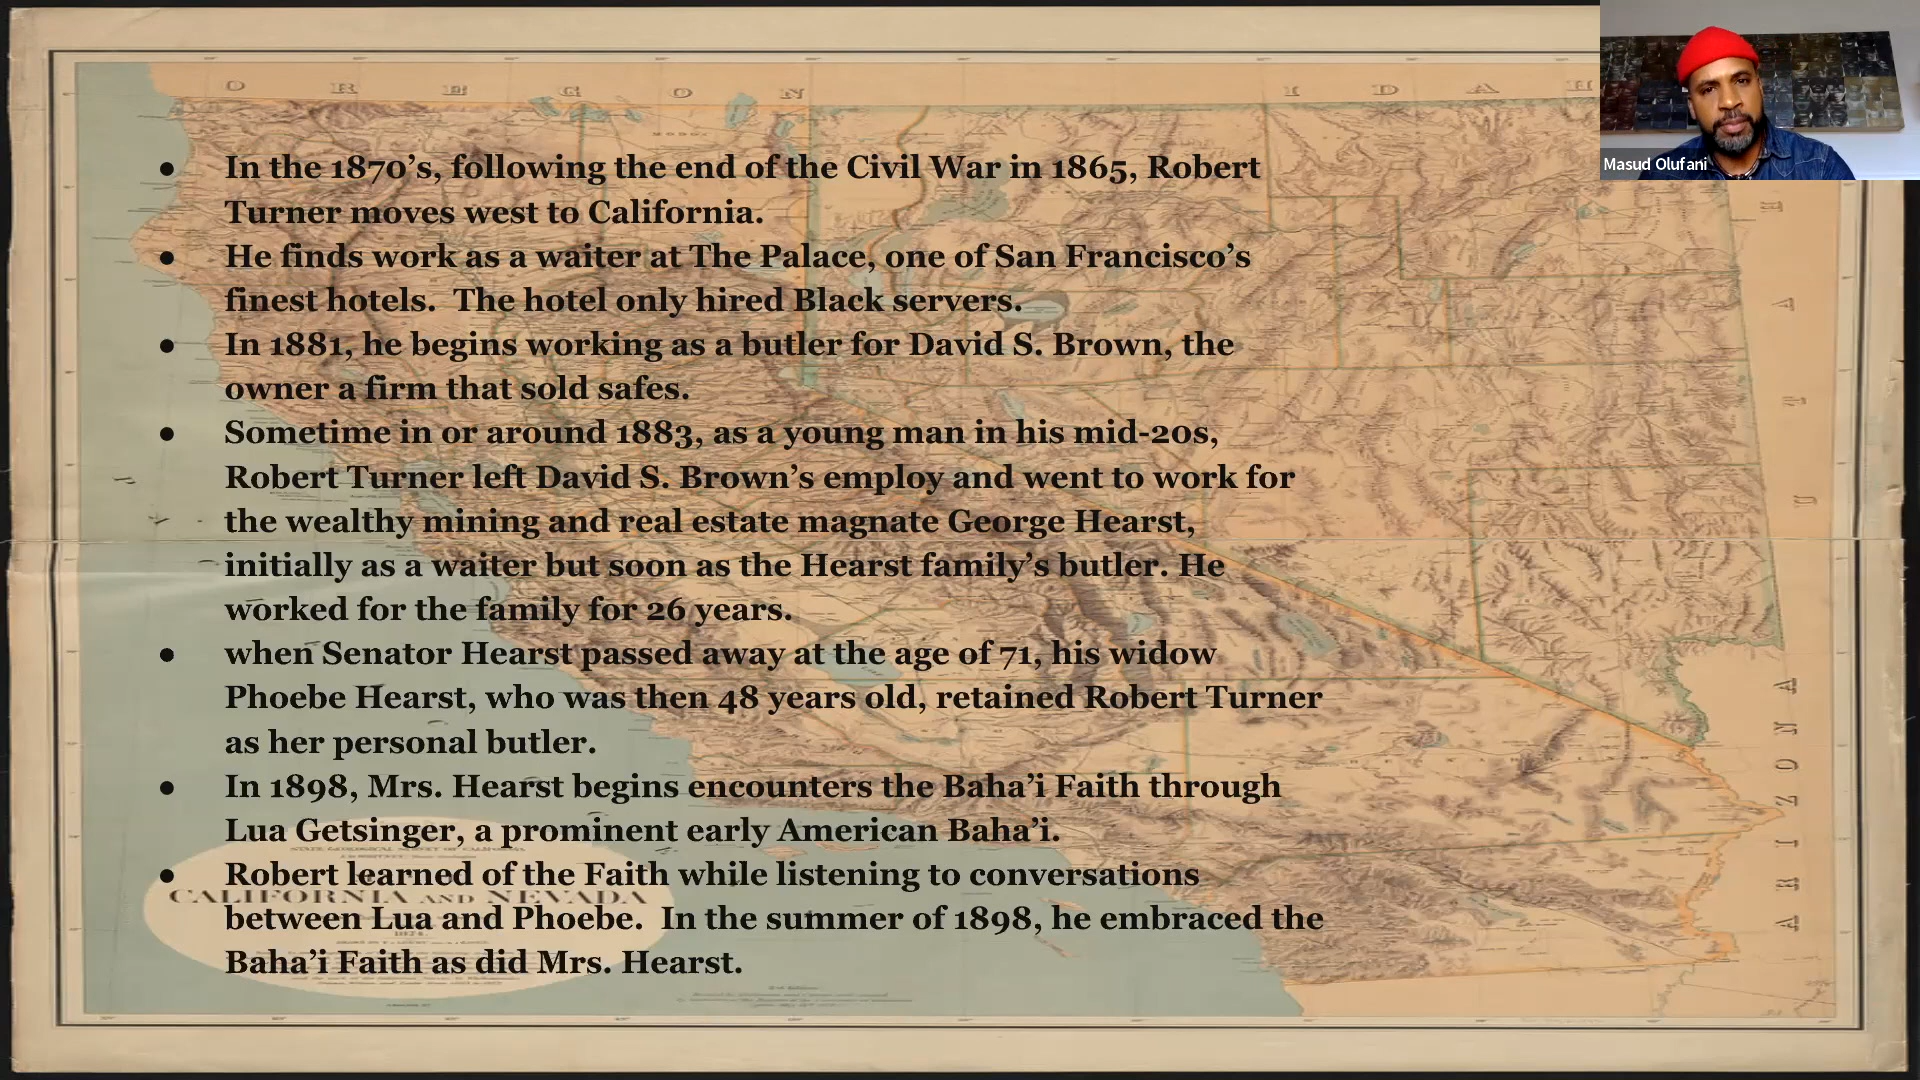 O R E G O N
I D A H
Masud Olufani
● In the 1870’s, following the end of the Civil War in 1865, Robert
Turner moves west to California.
● He finds work as a waiter at The Palace, one of San Francisco’s
finest hotels.  The hotel only hired Black servers.
● In 1881, he begins working as a butler for David S. Brown, the
owner a firm that sold safes.
● Sometime in or around 1883, as a young man in his mid-20s,
Robert Turner left David S. Brown’s employ and went to work for
the wealthy mining and real estate magnate George Hearst,
initially as a waiter but soon as the Hearst family’s butler. He
worked for the family for 26 years.
● when Senator Hearst passed away at the age of 71, his widow
Phoebe Hearst, who was then 48 years old, retained Robert Turner
as her personal butler.
● In 1898, Mrs. Hearst begins encounters the Baha’i Faith through
Lua Getsinger, a prominent early American Baha’i.
● Robert learned of the Faith while listening to conversations
between Lua and Phoebe.  In the summer of 1898, he embraced the
Baha’i Faith as did Mrs. Hearst.
STATE GEOLOGICAL SURVEY OF CALIFORNIA
CALIFORNIA AND NEVADA
U T A H
A R I Z O N A